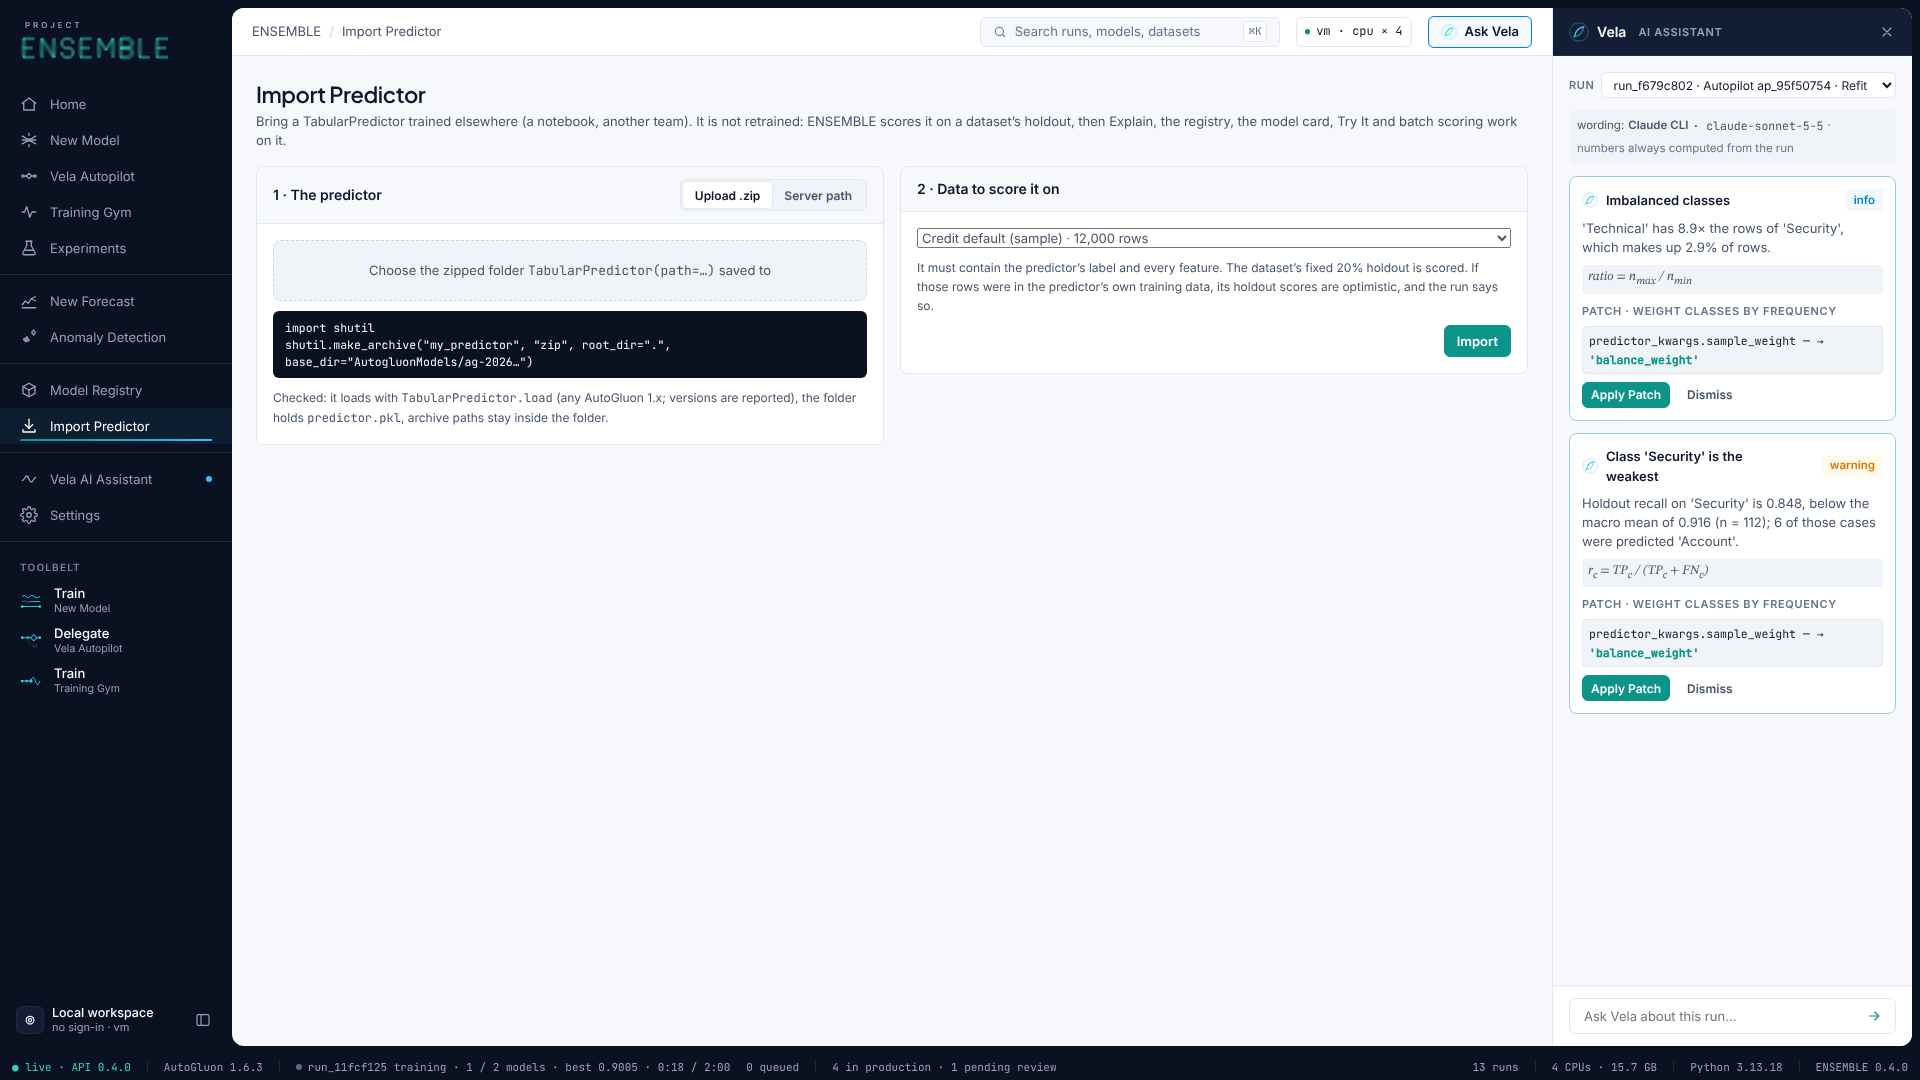 PROJECT
ENSEMBLE
Home
New Model
Vela Autopilot
Training Gym
Experiments
New Forecast
Anomaly Detection
Model Registry
Import Predictor
Vela AI Assistant
Settings
TOOLBELT
Train
New Model
Delegate
Vela Autopilot
Train
Training Gym
Local workspace
no sign-in · vm
ENSEMBLE / Import Predictor
Search runs, models, datasets ⌘K
vm · cpu × 4
Ask Vela
Import Predictor
Bring a TabularPredictor trained elsewhere (a notebook, another team). It is not retrained: ENSEMBLE scores it on a dataset's holdout, then Explain, the registry, the model card, Try It and batch scoring work
on it.
1 · The predictor
Upload .zip
Server path
Choose the zipped folder TabularPredictor(path=…) saved to
import shutil
shutil.make_archive("my_predictor", "zip", root_dir=".",
base_dir="AutogluonModels/ag-2026…")
Checked: it loads with TabularPredictor.load (any AutoGluon 1.x; versions are reported), the folder
holds predictor.pkl, archive paths stay inside the folder.
2 · Data to score it on
Credit default (sample) · 12,000 rows
It must contain the predictor's label and every feature. The dataset's fixed 20% holdout is scored. If
those rows were in the predictor's own training data, its holdout scores are optimistic, and the run says
so.
Import
Vela AI ASSISTANT
RUN run_f679c802 · Autopilot ap_95f50754 · Refit
wording: Claude CLI · claude-sonnet-5-5 ·
numbers always computed from the run
Imbalanced classes info
'Technical' has 8.9× the rows of 'Security',
which makes up 2.9% of rows.
ratio = n_max / n_min
PATCH · WEIGHT CLASSES BY FREQUENCY
predictor_kwargs.sample_weight — →
'balance_weight'
Apply Patch Dismiss
Class 'Security' is the
weakest
warning
Holdout recall on 'Security' is 0.848, below the
macro mean of 0.916 (n = 112); 6 of those cases
were predicted 'Account'.
r_c = TP_c / (TP_c + FN_c)
PATCH · WEIGHT CLASSES BY FREQUENCY
predictor_kwargs.sample_weight — →
'balance_weight'
Apply Patch Dismiss
Ask Vela about this run...
live · API 0.4.0
AutoGluon 1.6.3
run_11fcf125 training · 1 / 2 models · best 0.9005 · 0:18 / 2:00 0 queued
4 in production · 1 pending review
13 runs
4 CPUs · 15.7 GB
Python 3.13.18
ENSEMBLE 0.4.0